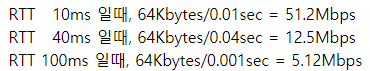 RTT   10ms 일때, 64Kbytes/0.01sec = 51.2Mbps
RTT   40ms 일때, 64Kbytes/0.04sec = 12.5Mbps
RTT 100ms 일때, 64Kbytes/0.001sec = 5.12Mbps